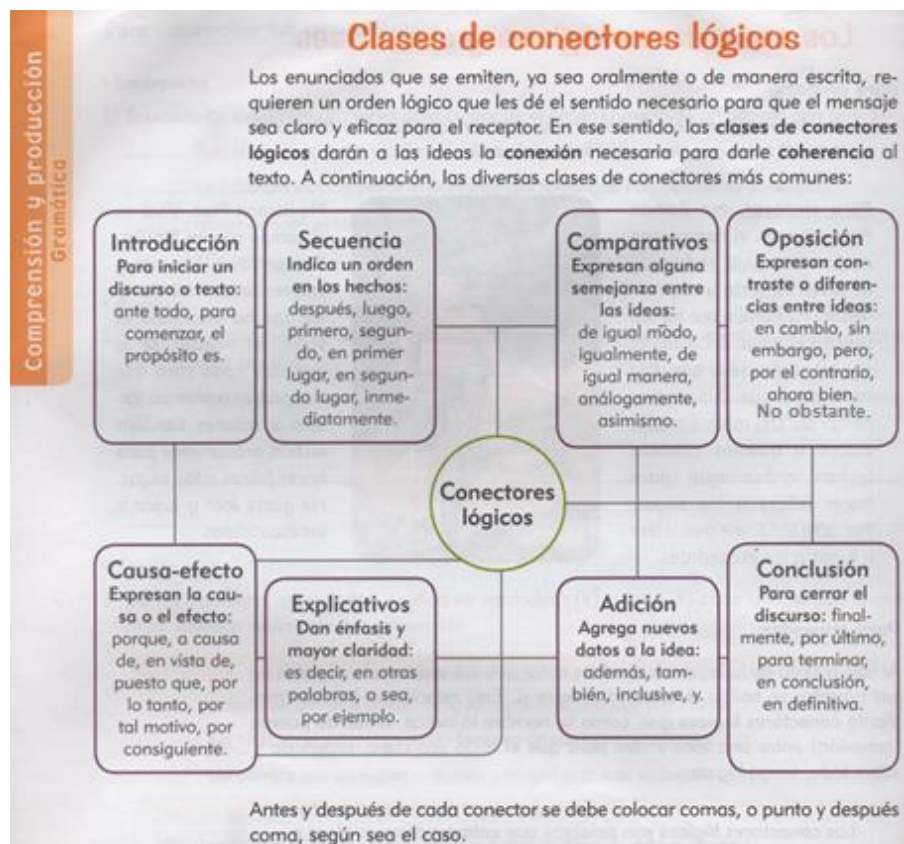 Comprensión y producción
Gramática
Clases de conectores lógicos
Los enunciados que se emiten, ya sea oralmente o de manera escrita, re-
quieren un orden lógico que les dé el sentido necesario para que el mensaje
sea claro y eficaz para el receptor. En ese sentido, las clases de conectores
lógicos darán a las ideas la conexión necesaria para darle coherencia al
texto. A continuación, las diversas clases de conectores más comunes:
Introducción
Para iniciar un
discurso o texto:
ante todo, para
comenzar, el
propósito es.
Secuencia
Indica un orden
en los hechos:
después, luego,
primero, segun-
do, en primer
lugar, en segun-
do lugar, inme-
diatamente.
Comparativos
Expresan alguna
semejanza entre
las ideas:
de igual modo,
igualmente, de
igual manera,
análogamente,
asimismo.
Oposición
Expresan con-
traste o diferen-
cias entre ideas:
en cambio, sin
embargo, pero,
por el contrario,
ahora bien.
No obstante.
Conectores
lógicos
Causa-efecto
Expresan la cau-
sa o el efecto:
porque, a causa
de, en vista de,
puesto que, por
lo tanto, por
tal motivo, por
consiguiente.
Explicativos
Dan énfasis y
mayor claridad:
es decir, en otras
palabras, o sea,
por ejemplo.
Adición
Agrega nuevos
datos a la idea:
además, tam-
bién, inclusive, y.
Conclusión
Para cerrar el
discurso: final-
mente, por último,
para terminar,
en conclusión,
en definitiva.
Antes y después de cada conector se debe colocar comas, o punto y después
coma, según sea el caso.